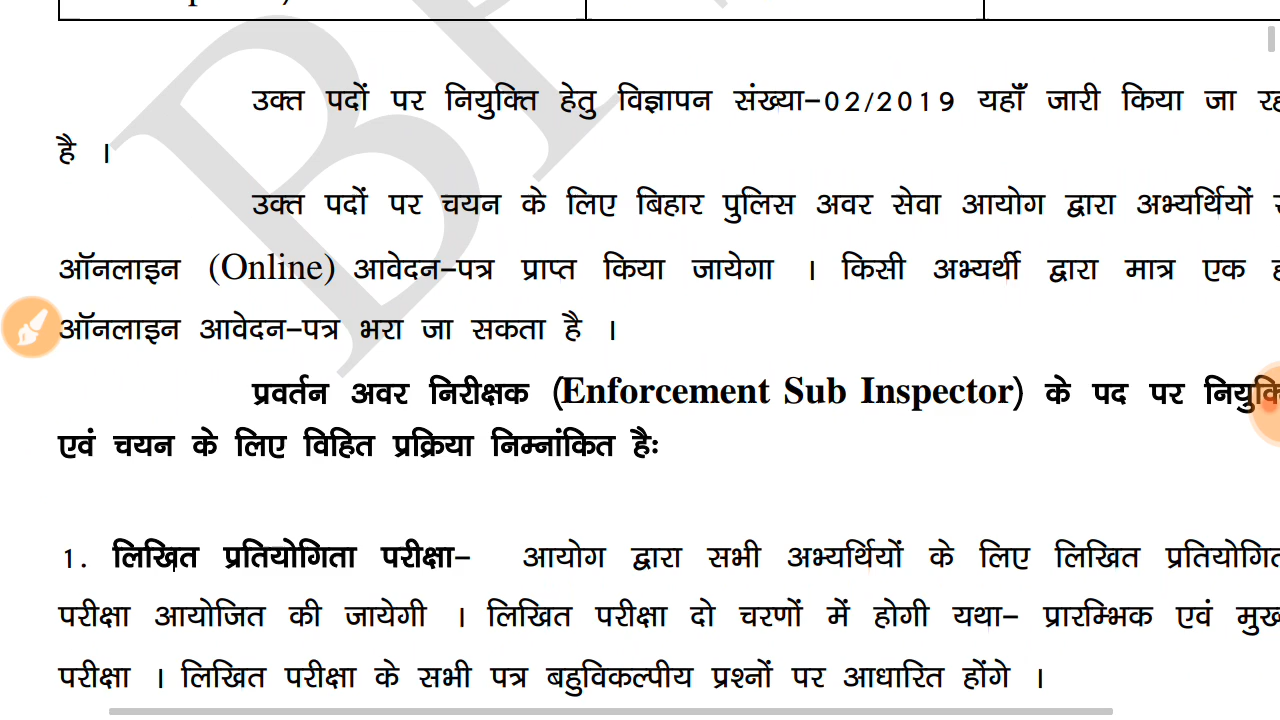 उक्त पदों पर नियुक्ति हेतु विज्ञापन संख्या–02/2019 यहाँ जारी किया जा
है ।
उक्त पदों पर चयन के लिए बिहार पुलिस अवर सेवा आयोग द्वारा अभ्यर्थियों
ऑनलाइन (Online) आवेदन–पत्र प्राप्त किया जायेगा । किसी अभ्यर्थी द्वारा मात्र एक
ऑनलाइन आवेदन–पत्र भरा जा सकता है ।
प्रवर्तन अवर निरीक्षक (Enforcement Sub Inspector) के पद पर
एवं चयन के लिए विहित प्रक्रिया निम्नांकित हैः
1. लिखित प्रतियोगिता परीक्षा– आयोग द्वारा सभी अभ्यर्थियों के लिए लिखित
परीक्षा आयोजित की जायेगी । लिखित परीक्षा दो चरणों में होगी यथा– प्रारम्भिक एवं
परीक्षा । लिखित परीक्षा के सभी पत्र बहुविकल्पीय प्रश्नों पर आधारित होंगे ।